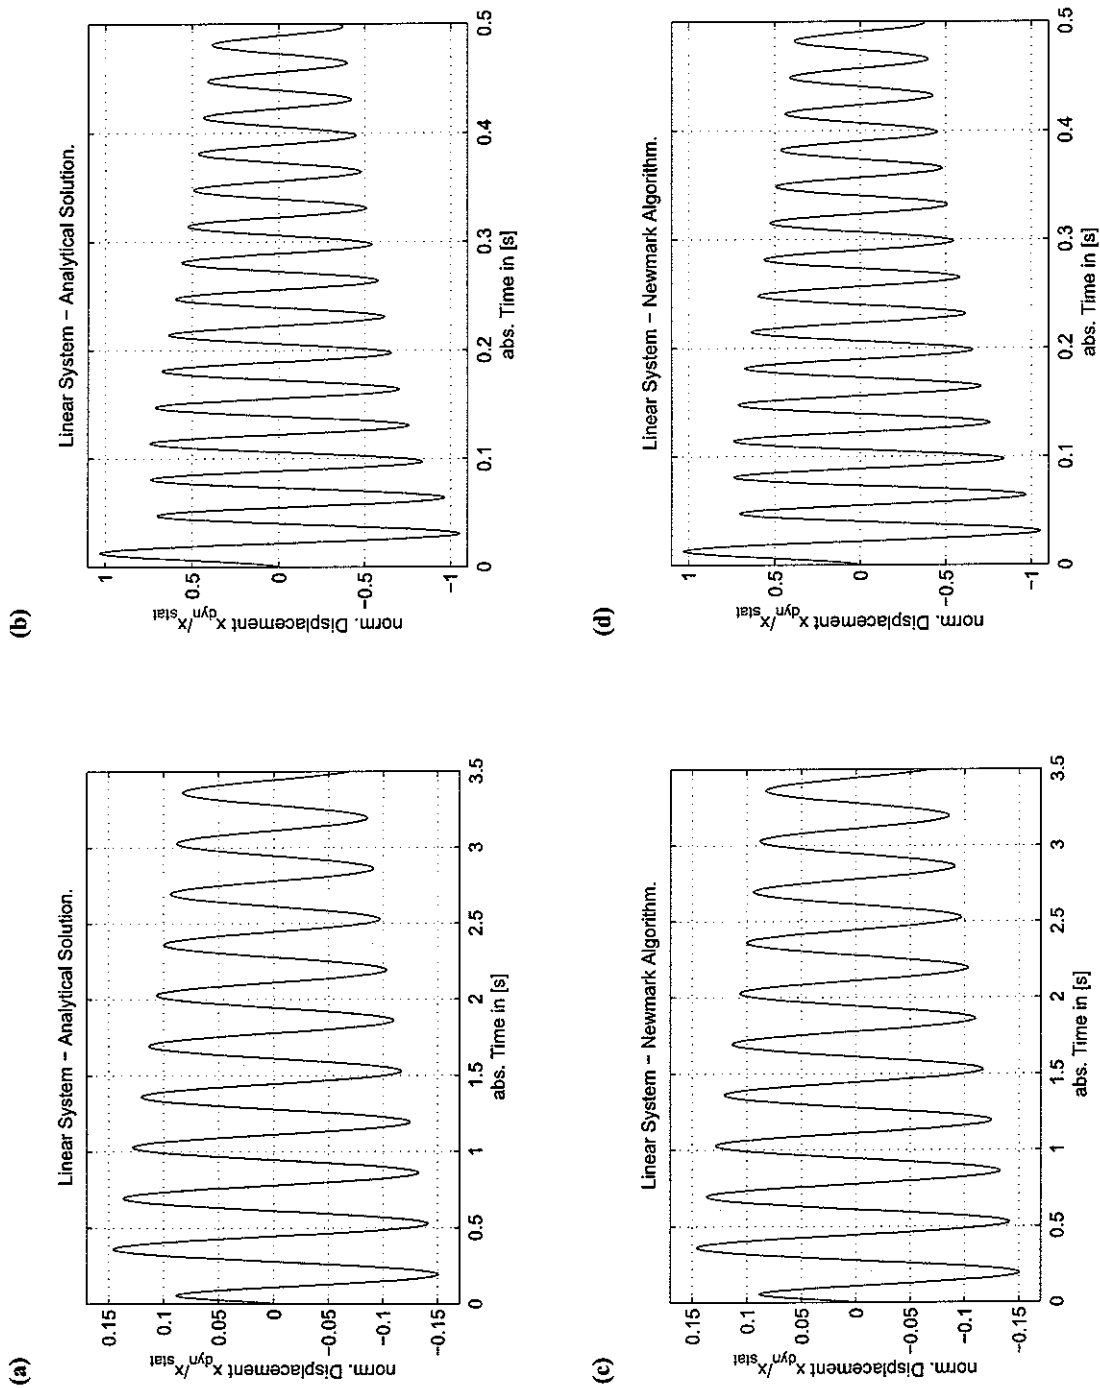 (a)
Linear System – Analytical Solution.
norm. Displacement x_dyn/x_stat
0.15
0.1
0.05
0
−0.05
−0.1
−0.15
0 0.5 1 1.5 2 2.5 3 3.5
abs. Time in [s]
(b)
Linear System – Analytical Solution.
norm. Displacement x_dyn/x_stat
1
0.5
0
−0.5
−1
0 0.1 0.2 0.3 0.4 0.5
abs. Time in [s]
(c)
Linear System – Newmark Algorithm.
norm. Displacement x_dyn/x_stat
0.15
0.1
0.05
0
−0.05
−0.1
−0.15
0 0.5 1 1.5 2 2.5 3 3.5
abs. Time in [s]
(d)
Linear System – Newmark Algorithm.
norm. Displacement x_dyn/x_stat
1
0.5
0
−0.5
−1
0 0.1 0.2 0.3 0.4 0.5
abs. Time in [s]